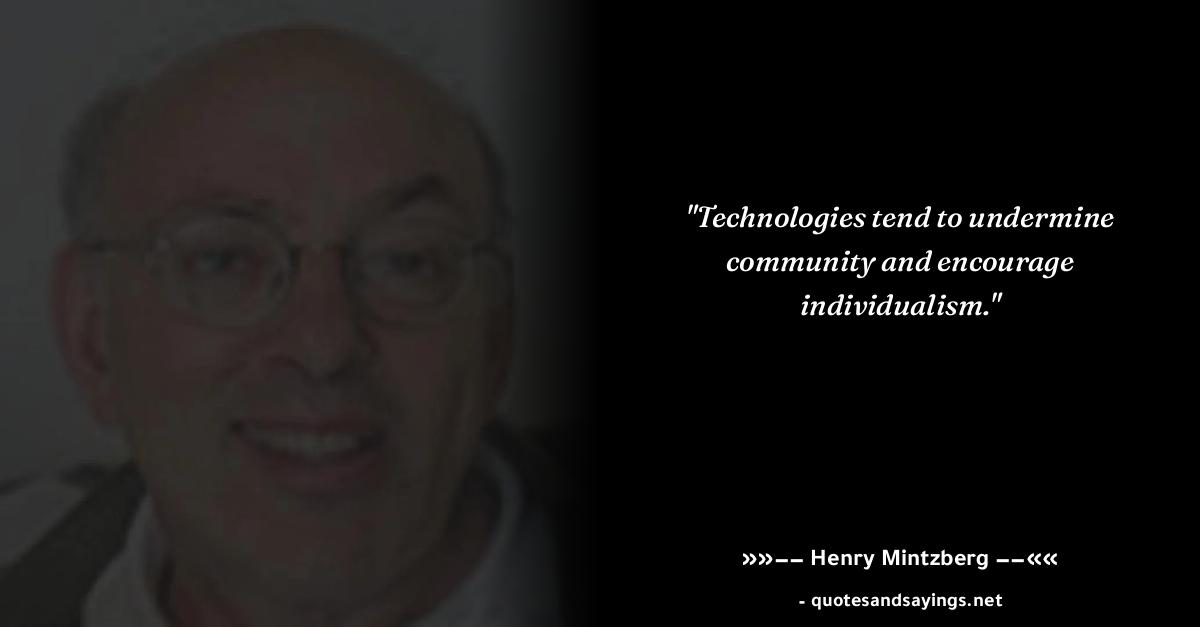 "Technologies tend to undermine
community and encourage
individualism."
»»−− Henry Mintzberg −−««
- quotesandsayings.net